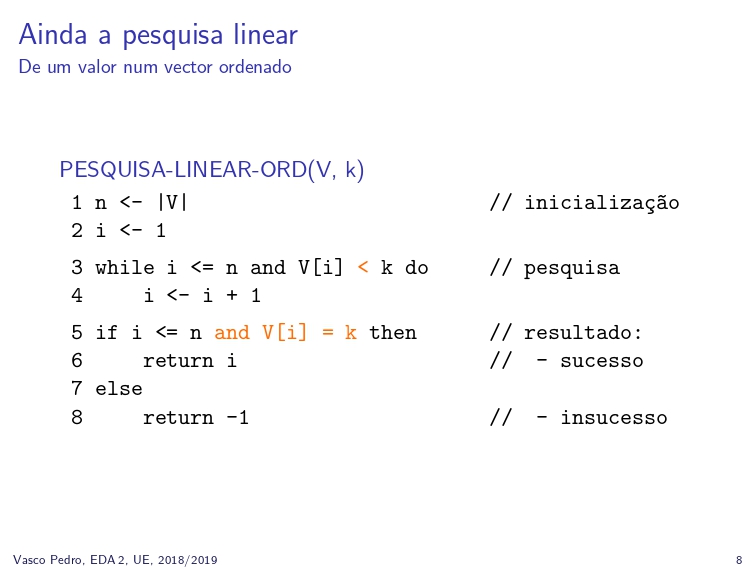 Ainda a pesquisa linear
De um valor num vector ordenado
PESQUISA-LINEAR-ORD(V, k)
1 n <- |V| // inicialização
2 i <- 1
3 while i <= n and V[i] < k do // pesquisa
4 i <- i + 1
5 if i <= n and V[i] = k then // resultado:
6 return i // - sucesso
7 else
8 return -1 // - insucesso
Vasco Pedro, EDA 2, UE, 2018/2019 8